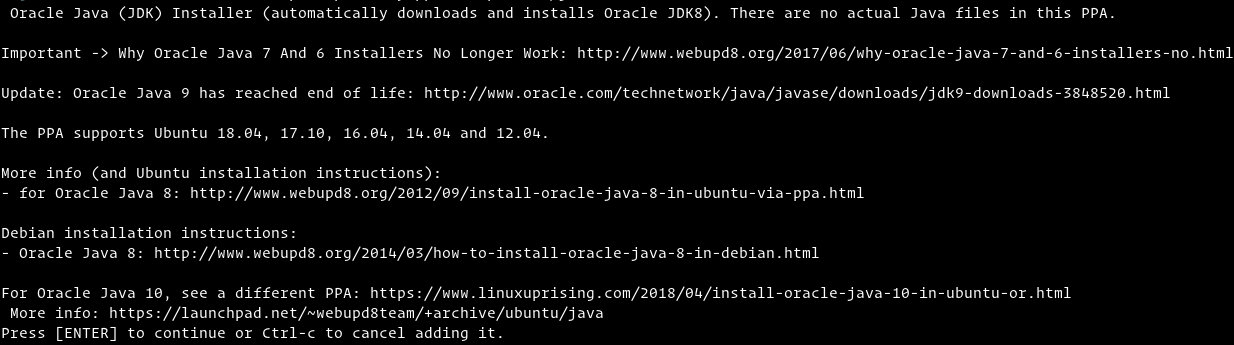 Oracle Java (JDK) Installer (automatically downloads and installs Oracle JDK8). There are no actual Java files in this PPA.
Important -> Why Oracle Java 7 And 6 Installers No Longer Work: http://www.webupd8.org/2017/06/why-oracle-java-7-and-6-installers-no.html
Update: Oracle Java 9 has reached end of life: http://www.oracle.com/technetwork/java/javase/downloads/jdk9-downloads-3848520.html
The PPA supports Ubuntu 18.04, 17.10, 16.04, 14.04 and 12.04.
More info (and Ubuntu installation instructions):
- for Oracle Java 8: http://www.webupd8.org/2012/09/install-oracle-java-8-in-ubuntu-via-ppa.html
Debian installation instructions:
- Oracle Java 8: http://www.webupd8.org/2014/03/how-to-install-oracle-java-8-in-debian.html
For Oracle Java 10, see a different PPA: https://www.linuxuprising.com/2018/04/install-oracle-java-10-in-ubuntu-or.html
More info: https://launchpad.net/~webupd8team/+archive/ubuntu/java
Press [ENTER] to continue or Ctrl-c to cancel adding it.